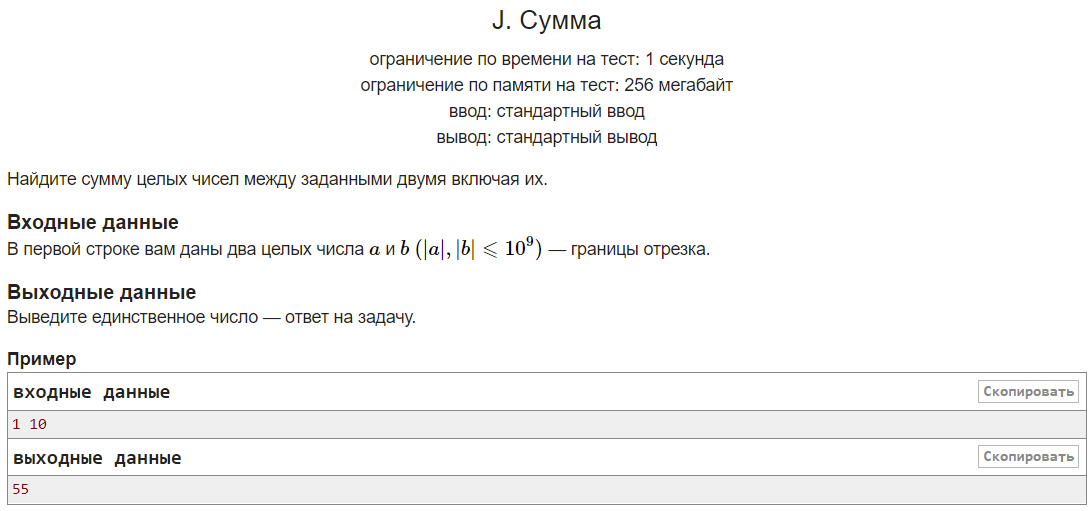 J. Сумма
ограничение по времени на тест: 1 секунда
ограничение по памяти на тест: 256 мегабайт
ввод: стандартный ввод
вывод: стандартный вывод
Найдите сумму целых чисел между заданными двумя включая их.
Входные данные
В первой строке вам даны два целых числа a и b (|a|, |b| ⩽ 10⁹) — границы отрезка.
Выходные данные
Выведите единственное число — ответ на задачу.
Пример
входные данные Скопировать
1 10
выходные данные Скопировать
55